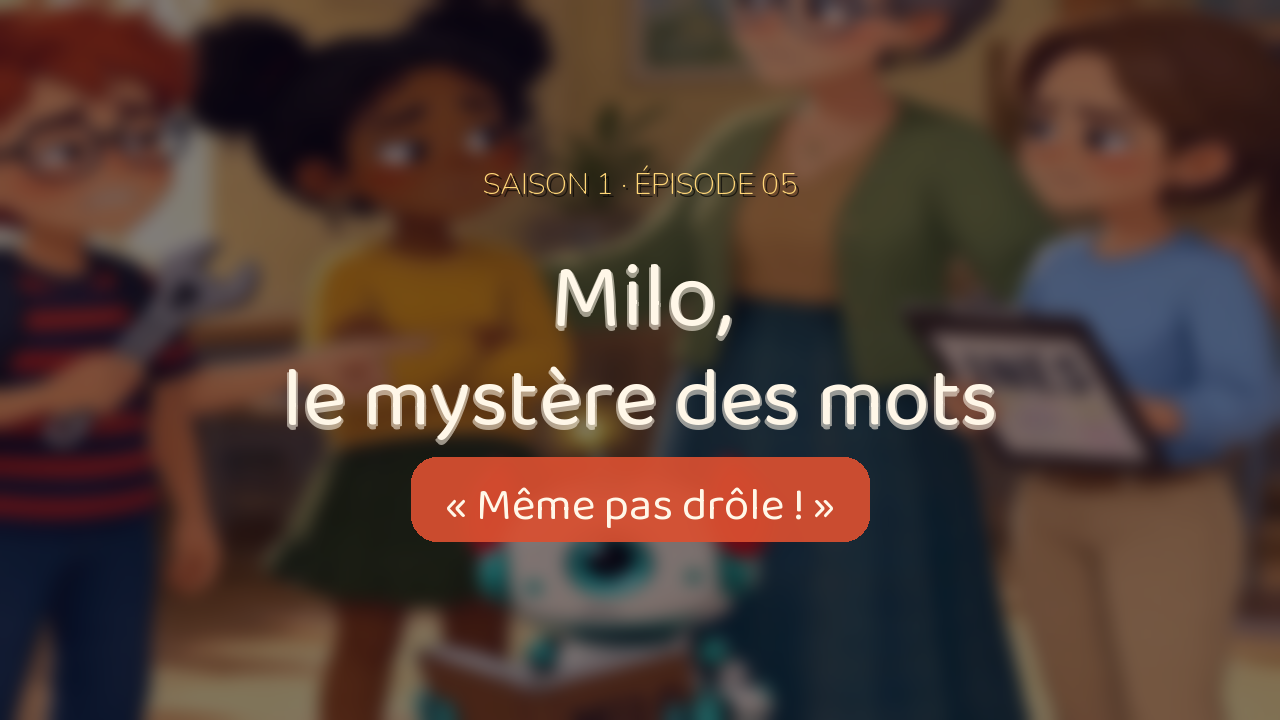 SAISON 1 · ÉPISODE 05
Milo,
le mystère des mots
« Même pas drôle ! »